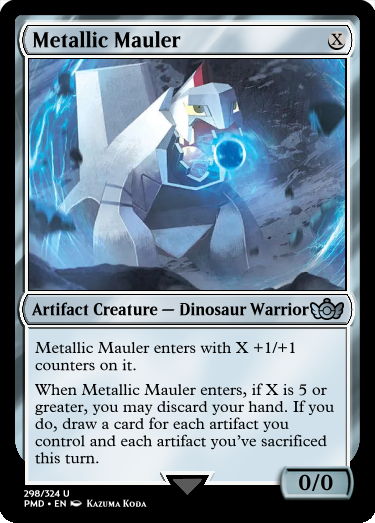 Metallic Mauler X
Artifact Creature — Dinosaur Warrior
Metallic Mauler enters with X +1/+1
counters on it.
When Metallic Mauler enters, if X is 5 or
greater, you may discard your hand. If you
do, draw a card for each artifact you
control and each artifact you’ve sacrificed
this turn.
0/0
298/324 U
PMD • EN Kazuma Koda